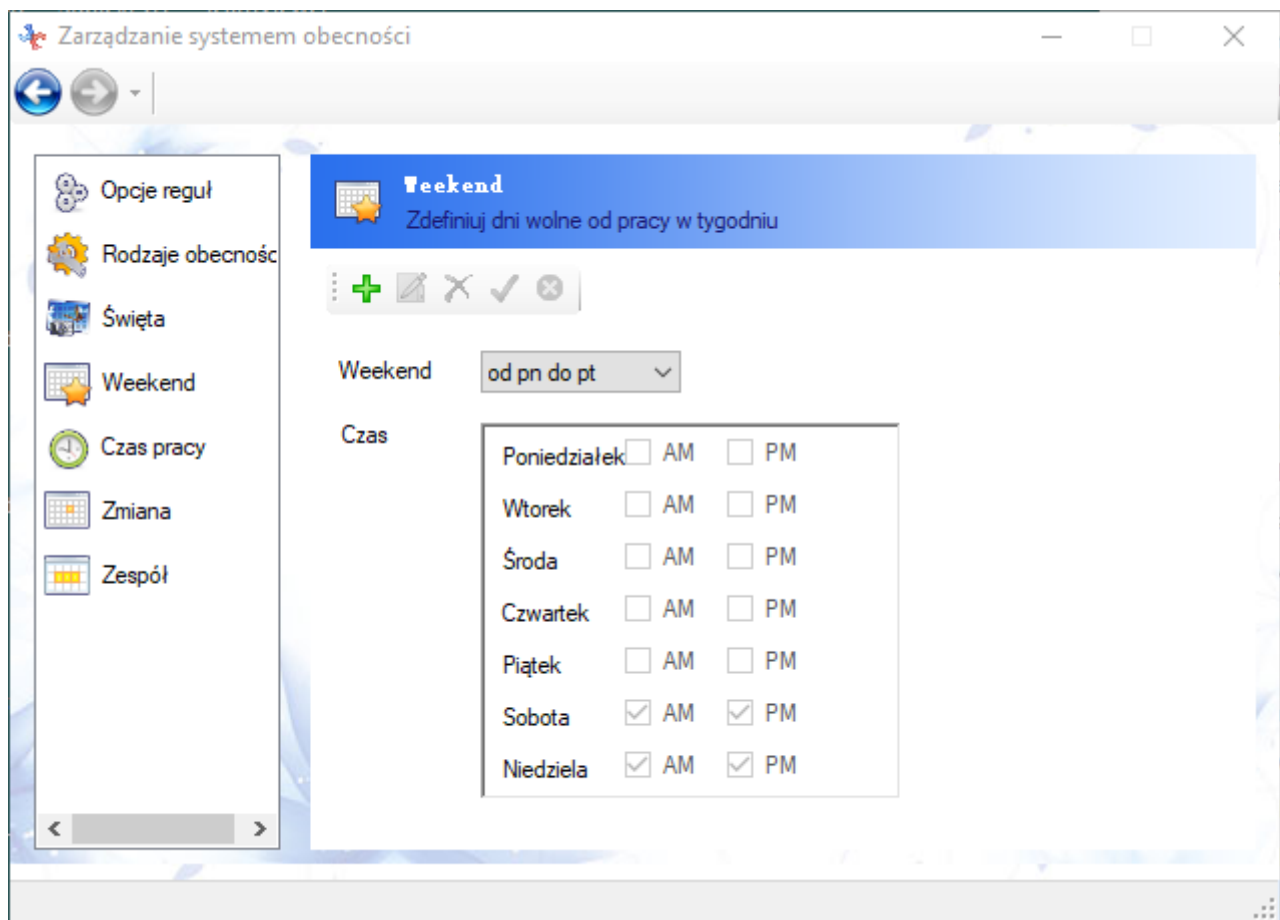 Zarządzanie systemem obecności
Opcje reguł
Rodzaje obecnośc
Święta
Weekend
Czas pracy
Zmiana
Zespół
Weekend
Zdefiniuj dni wolne od pracy w tygodniu
Weekend od pn do pt
Czas
Poniedziałek AM PM
Wtorek AM PM
Środa AM PM
Czwartek AM PM
Piątek AM PM
Sobota AM PM
Niedziela AM PM